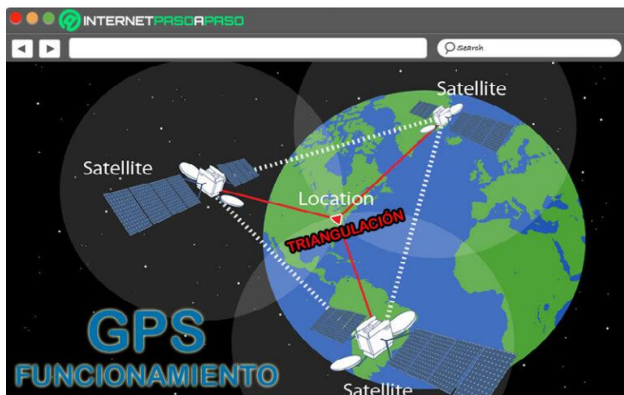 INTERNETPASOAPASO
Search
Satellite
Satellite
Location
TRIANGULACIÓN
GPS
FUNCIONAMIENTO
Satellite